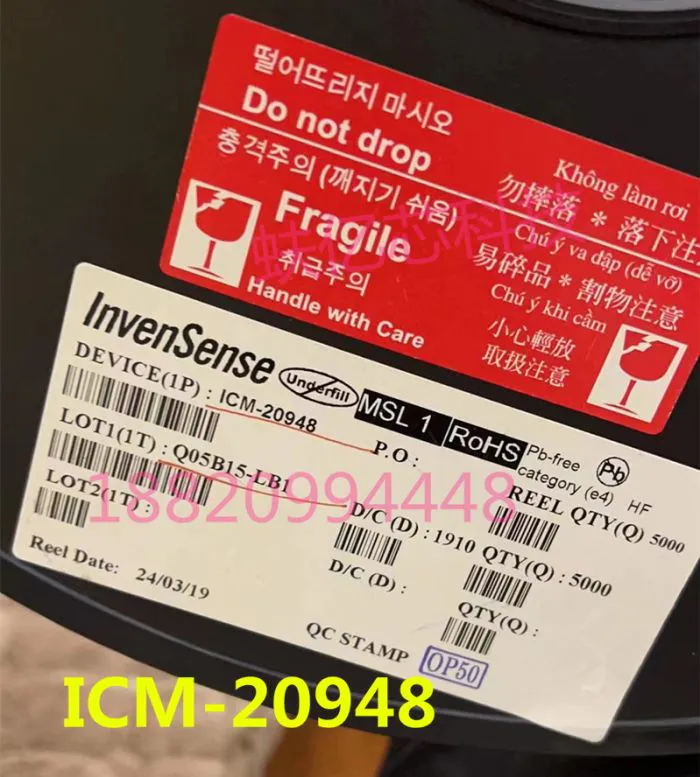 떨어뜨리지 마시오
Do not drop
충격주의 (깨지기 쉬움)
Fragile
취급주의
Handle with Care
Không làm rơi
勿摔落 * 落下注
Chú ý va đập (dễ vỡ)
易碎品 * 割物注意
Chú ý khi cầm
小心輕放
取扱注意
InvenSense
Underfill
MSL 1
RoHS
Pb-free
category (e4)
Pb
HF
DEVICE(1P) : ICM-20948
P.O :
REEL QTY(Q) 5000
LOT1(1T) : Q05B15-LB1
D/C (D) : 1910
QTY(Q) : 5000
LOT2(1T) :
D/C (D) :
QTY(Q) :
Reel Date: 24/03/19
QC STAMP
OP50
18820994448
ICM-20948